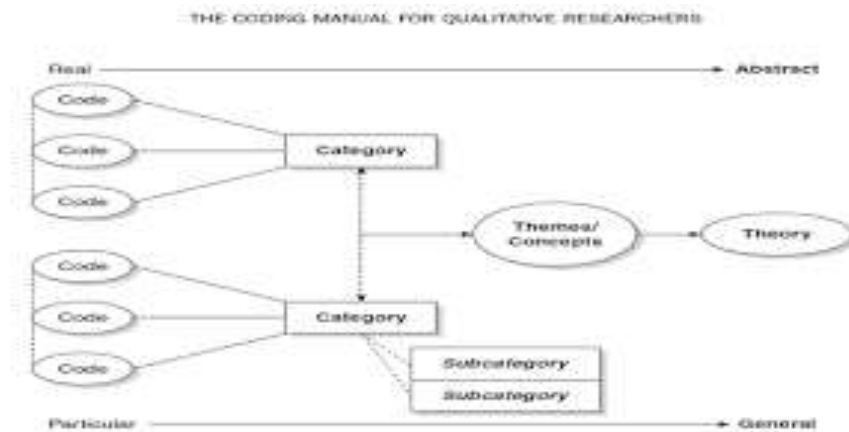 THE CODING MANUAL FOR QUALITATIVE RESEARCHERS
Real Abstract
Code
Code
Code
Category
Themes/
Concepts
Theory
Code
Code
Code
Category
Subcategory
Subcategory
Particular General